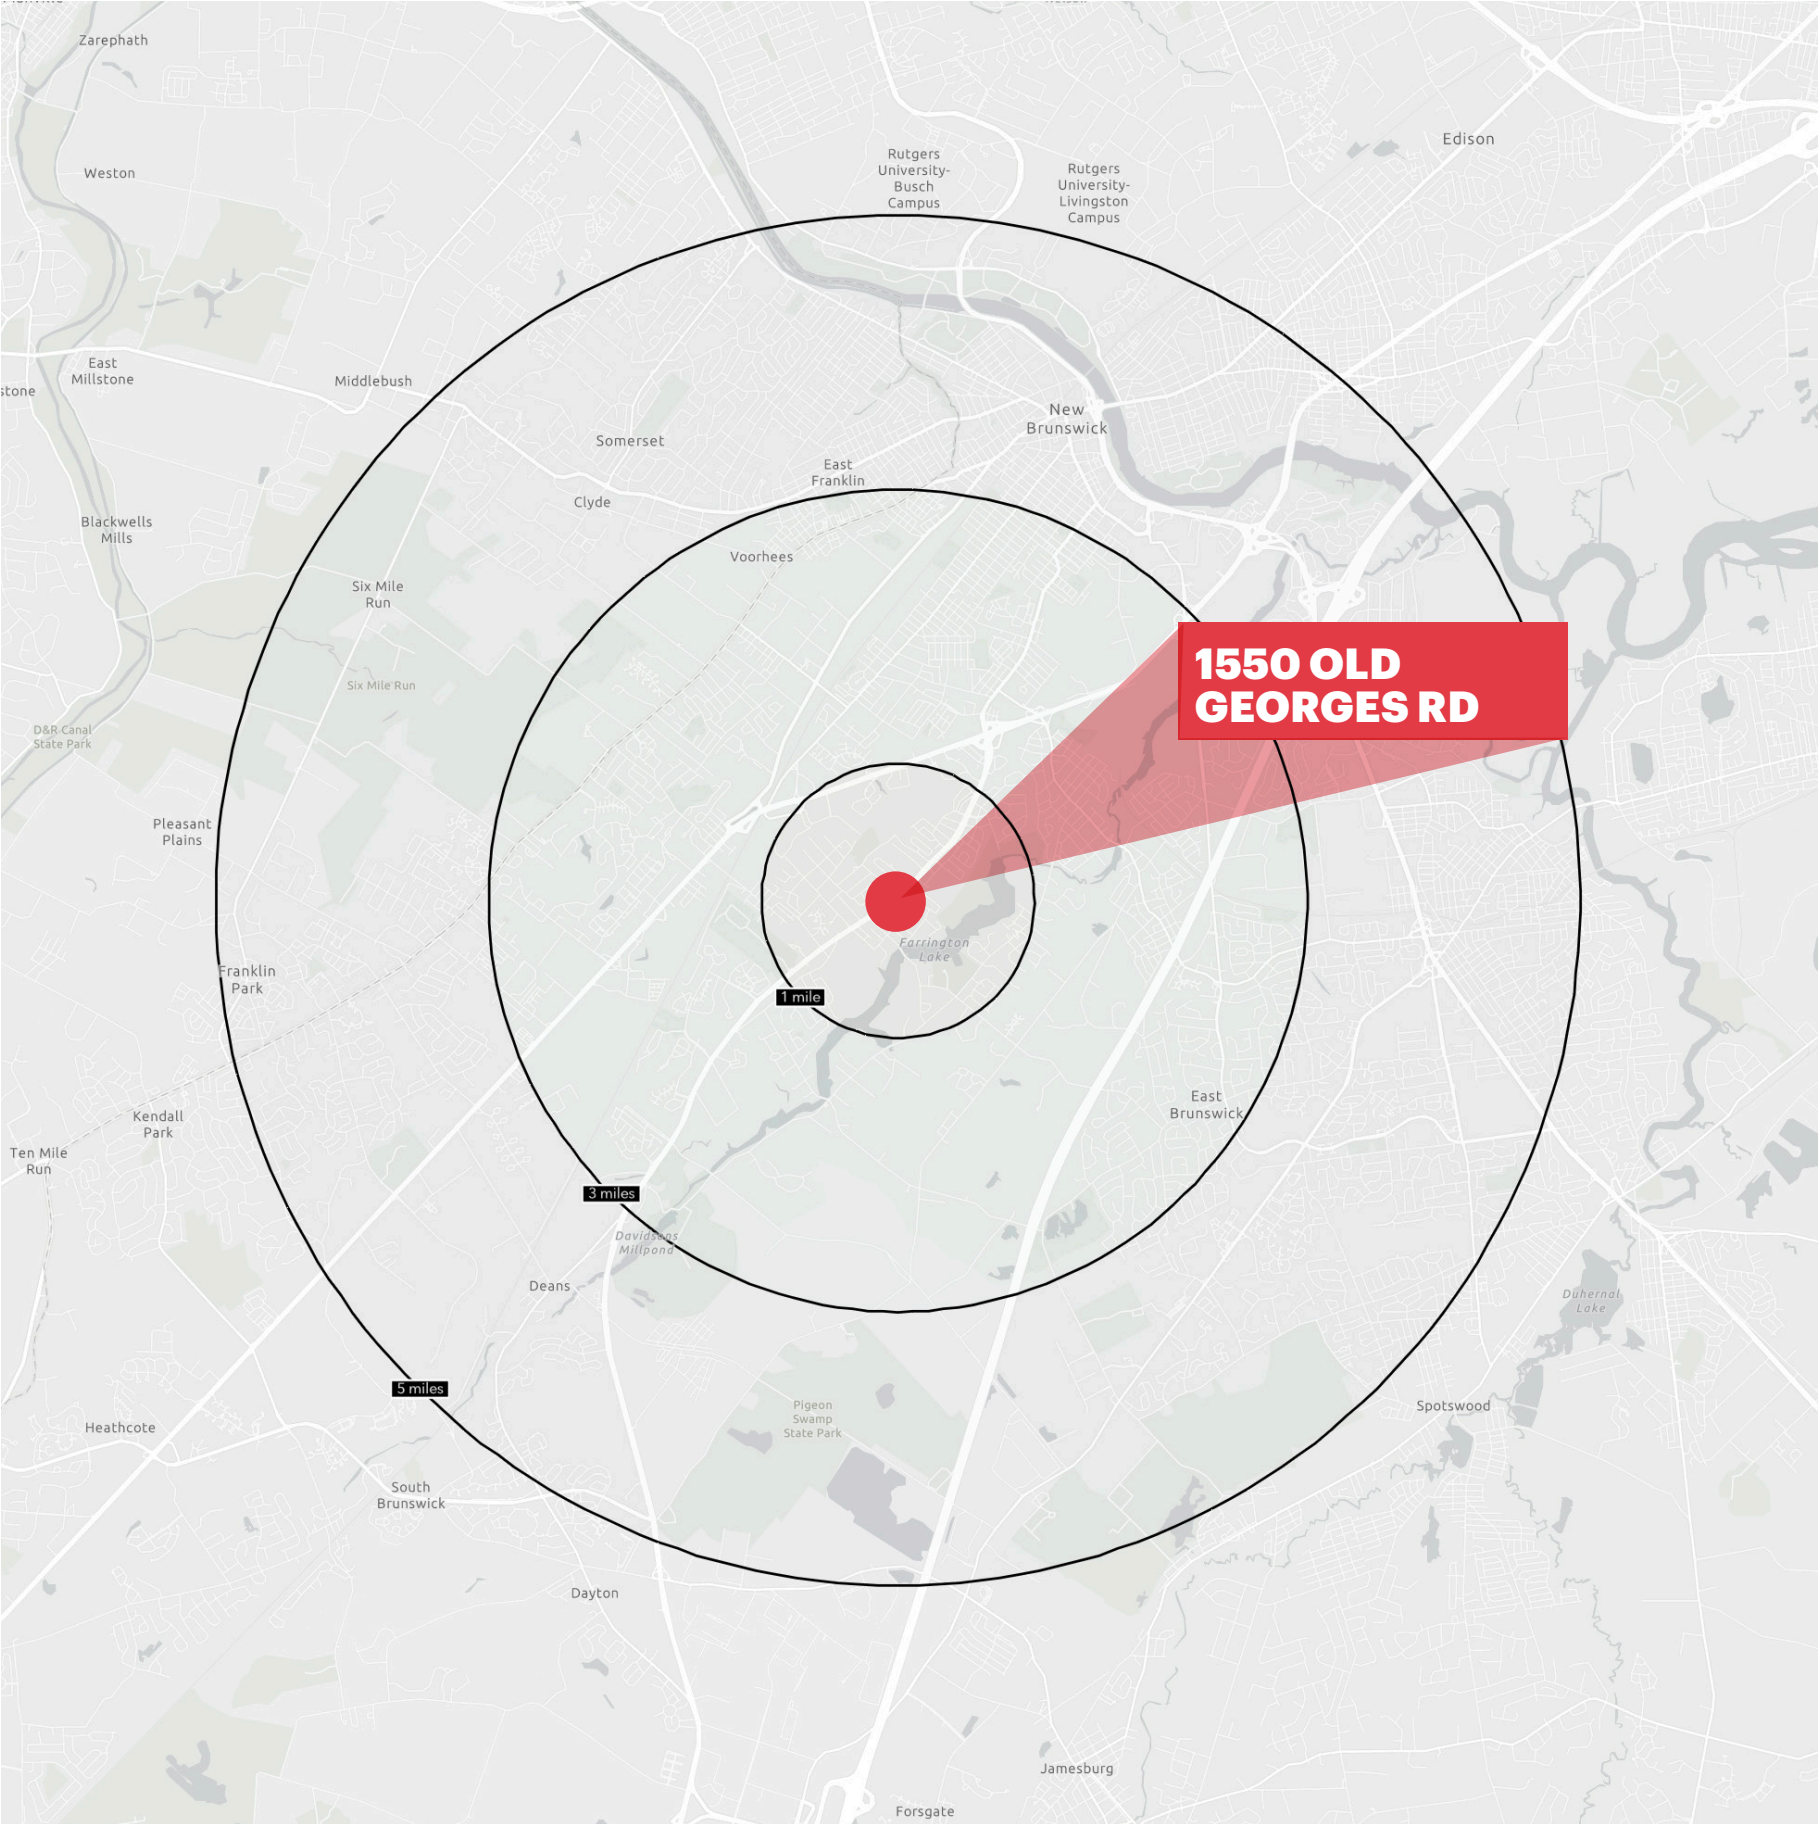 Zarephath
Edison
Rutgers
University-
Busch
Campus
Rutgers
University-
Livingston
Campus
Weston
East
Millstone
Middlebush
stone
New
Brunswick
Somerset
East
Franklin
Clyde
Blackwells
Mills
Voorhees
Six Mile
Run
1550 OLD
GEORGES RD
Six Mile Run
D&R Canal
State Park
Pleasant
Plains
Farrington
Lake
Franklin
Park
1 mile
East
Brunswick
Kendall
Park
Ten Mile
Run
3 miles
Davidsons
Millpond
Deans
Duhernal
Lake
5 miles
Pigeon
Swamp
State Park
Spotswood
Heathcote
South
Brunswick
Dayton
Jamesburg
Forsgate